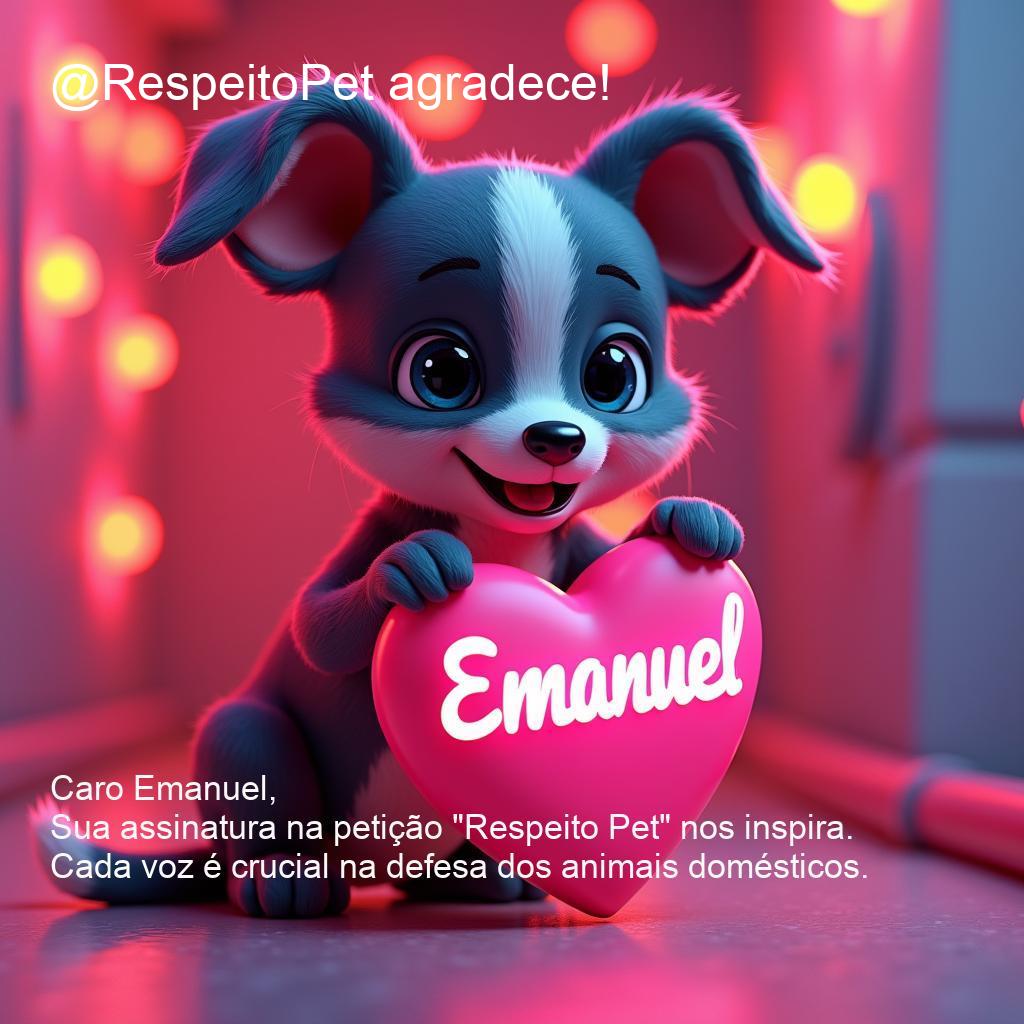 @RespeitoPet agradece!
Emanuel
Caro Emanuel,
Sua assinatura na petição "Respeito Pet" nos inspira.
Cada voz é crucial na defesa dos animais domésticos.